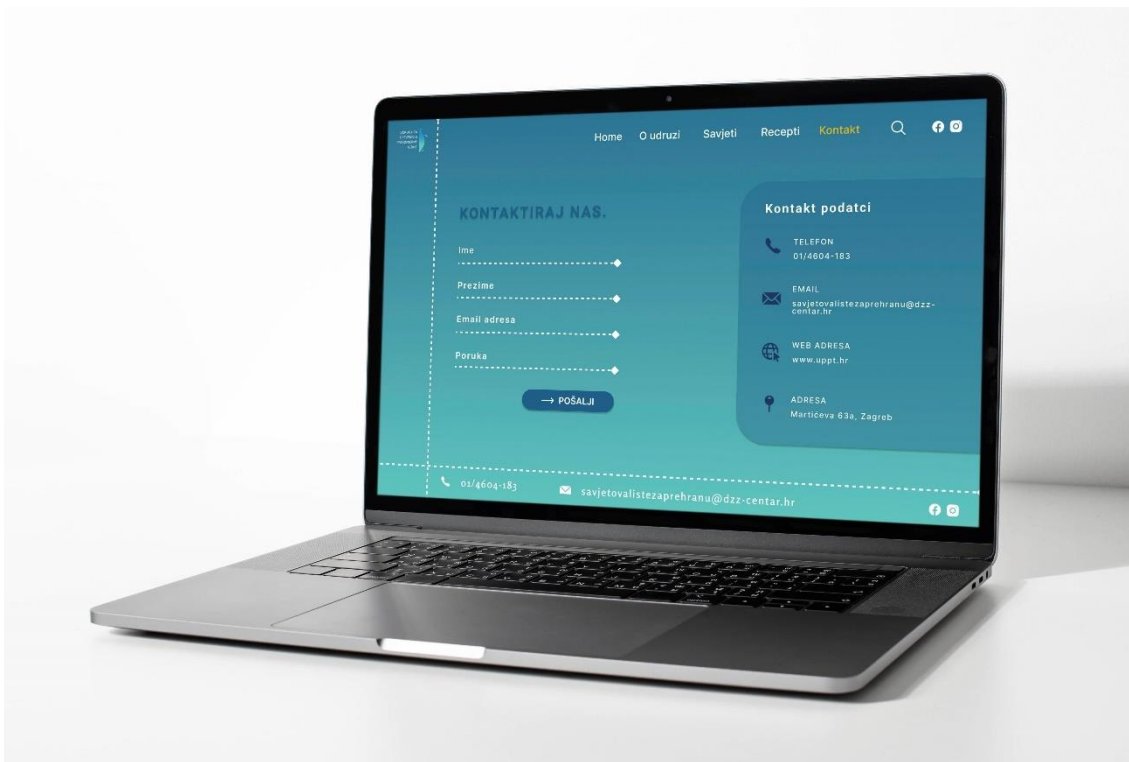 Home O udruzi Savjeti Recepti Kontakt
KONTAKTIRAJ NAS.
Ime
Prezime
Email adresa
Poruka
→ POŠALJI
Kontakt podatci
TELEFON
01/4604-183
EMAIL
savjetovalistezaprehranu@dzz-
centar.hr
WEB ADRESA
www.uppt.hr
ADRESA
Martićeva 63a, Zagreb
01/4604-183 savjetovalistezaprehranu@dzz-centar.hr